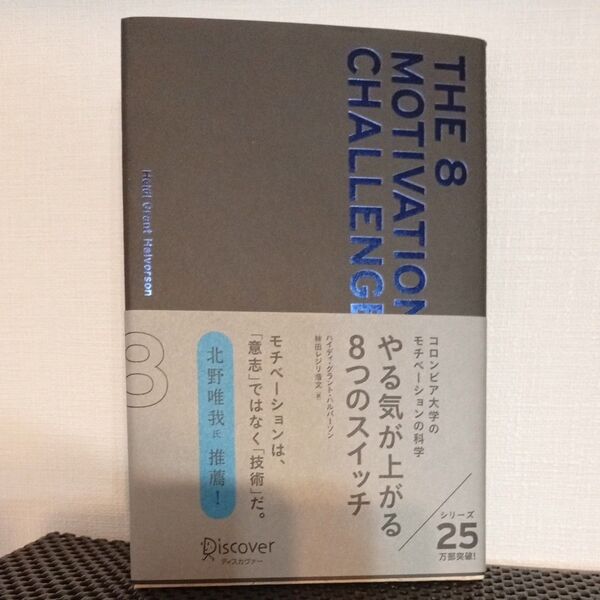 THE 8
MOTIVATION
CHALLENGE
Heidi Grant Halvorson
コロンビア大学の
モチベーションの科学
やる気が上がる
8つのスイッチ
ハイディ・グラント・ハルバーソン
林田レジリ浩文 訳
モチベーションは、
「意志」ではなく「技術」だ。
北野唯我氏 推薦!
8
シリーズ
25
万部突破!
Discover
ディスカヴァー